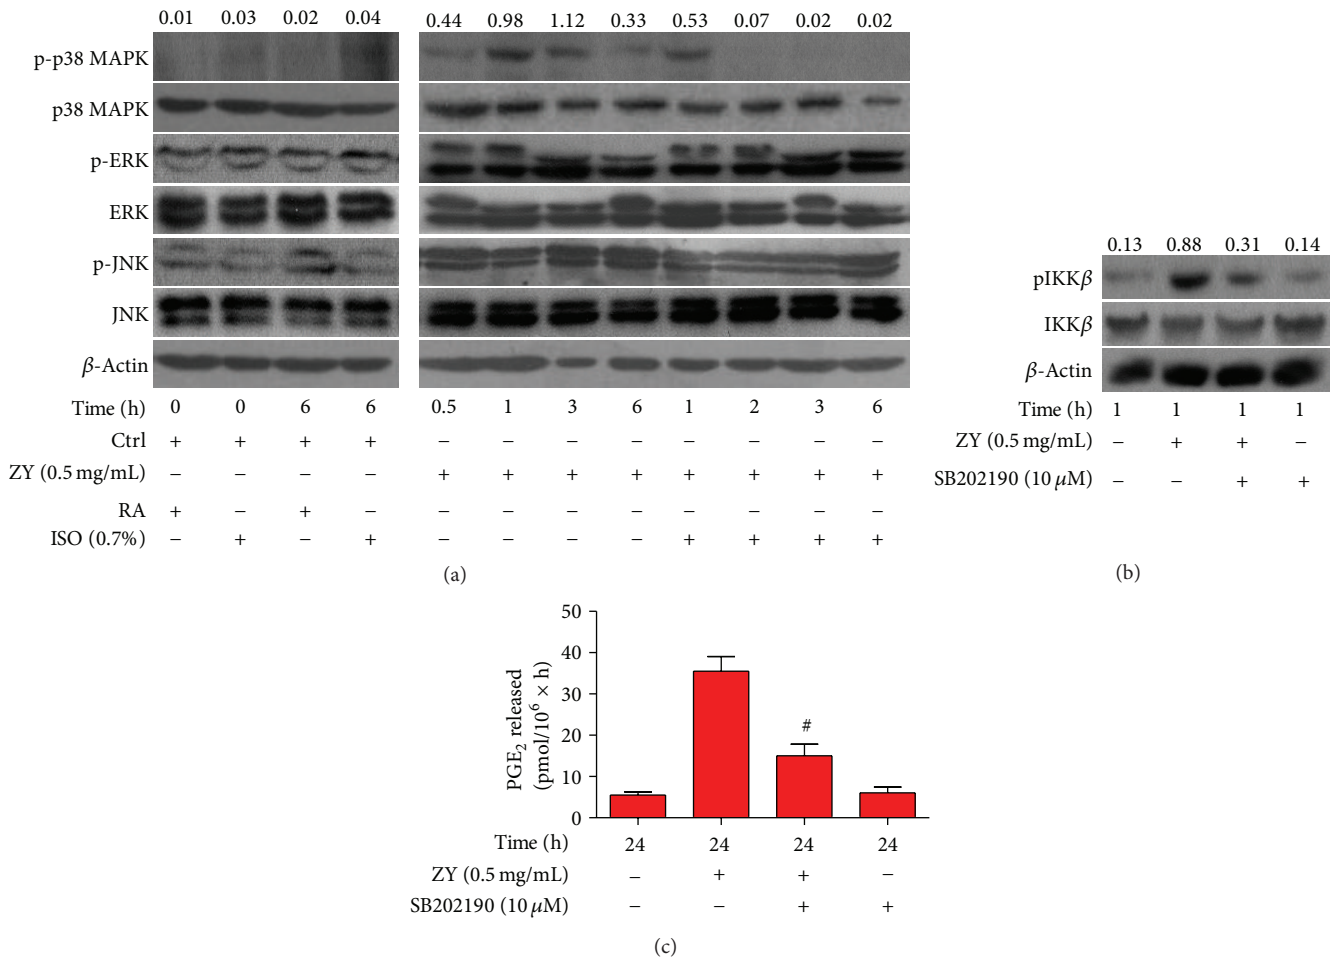 0.01 0.03 0.02 0.04 0.44 0.98 1.12 0.33 0.53 0.07 0.02 0.02
p-p38 MAPK
p38 MAPK
p-ERK
ERK
p-JNK
JNK
β-Actin
Time (h) 0 0 6 6 0.5 1 3 6 1 2 3 6
Ctrl + + + + − − − − − − − −
ZY (0.5 mg/mL) − − − − + + + + + + + +
RA + − + − − − − − − − − −
ISO (0.7%) − + − + − − − − + + + +
(a)
0.13 0.88 0.31 0.14
pIKKβ
IKKβ
β-Actin
Time (h) 1 1 1 1
ZY (0.5 mg/mL) − + + −
SB202190 (10 μM) − − + +
(b)
PGE₂ released
(pmol/10⁶ × h)
50
40
30
20
10
0
#
Time (h) 24 24 24 24
ZY (0.5 mg/mL) − + + −
SB202190 (10 μM) − − + +
(c)